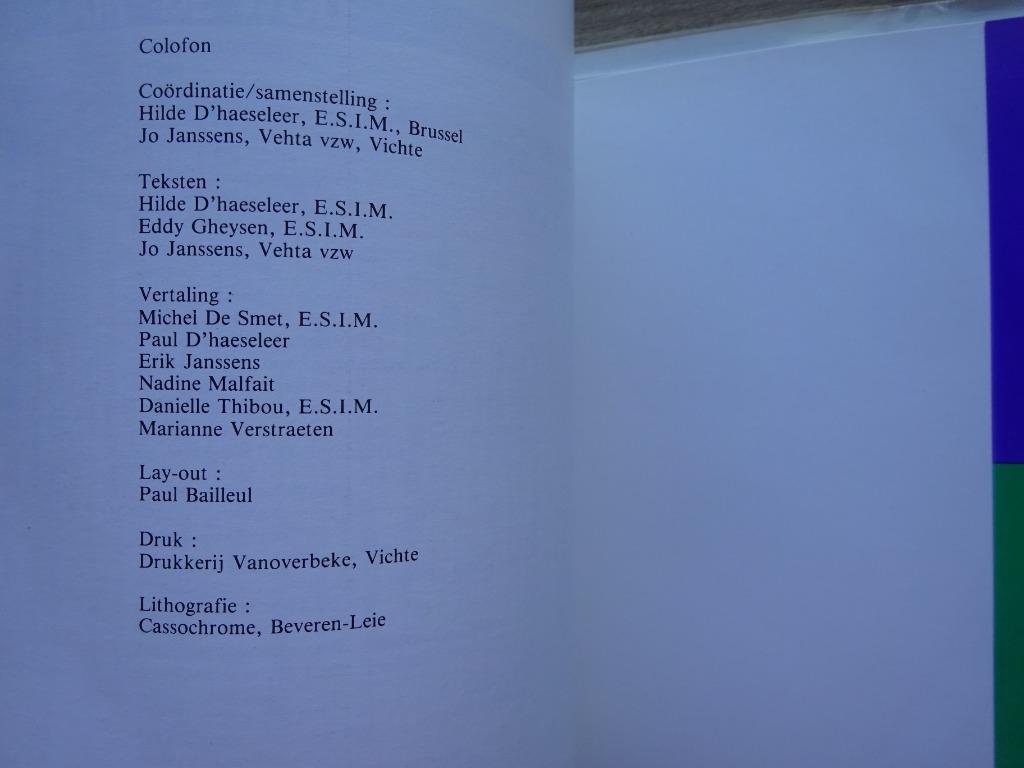 Colofon
Coördinatie/samenstelling :
Hilde D'haeseleer, E.S.I.M., Brussel
Jo Janssens, Vehta vzw, Vichte
Teksten :
Hilde D'haeseleer, E.S.I.M.
Eddy Gheysen, E.S.I.M.
Jo Janssens, Vehta vzw
Vertaling :
Michel De Smet, E.S.I.M.
Paul D'haeseleer
Erik Janssens
Nadine Malfait
Danielle Thibou, E.S.I.M.
Marianne Verstraeten
Lay-out :
Paul Bailleul
Druk :
Drukkerij Vanoverbeke, Vichte
Lithografie :
Cassochrome, Beveren-Leie